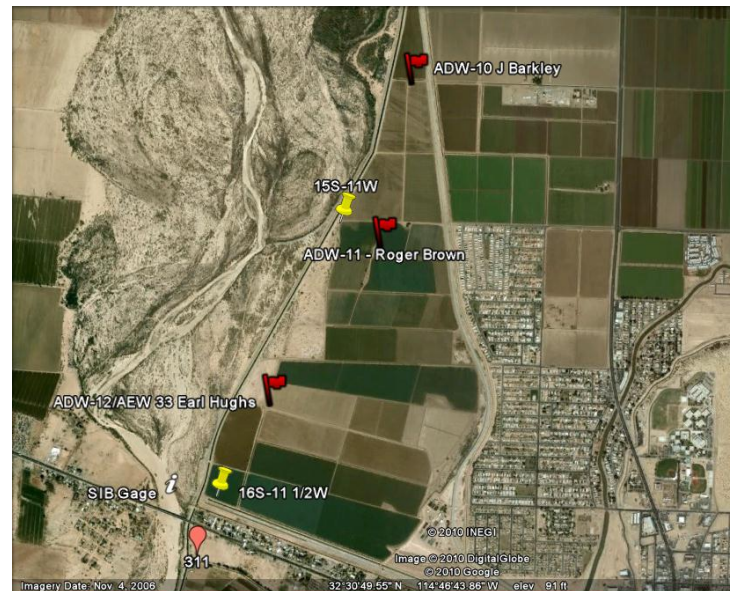 ADW-10 J Barkley
15S-11W
ADW-11 - Roger Brown
ADW-12/AEW 33 Earl Hughs
SIB Gage
i
16S-11 1/2W
311
© 2010 INEGI
Image © 2010 DigitalGlobe
© 2010 Google
Imagery Date: Nov. 4, 2006 32°30'49.55" N 114°46'43.86" W elev 91 ft